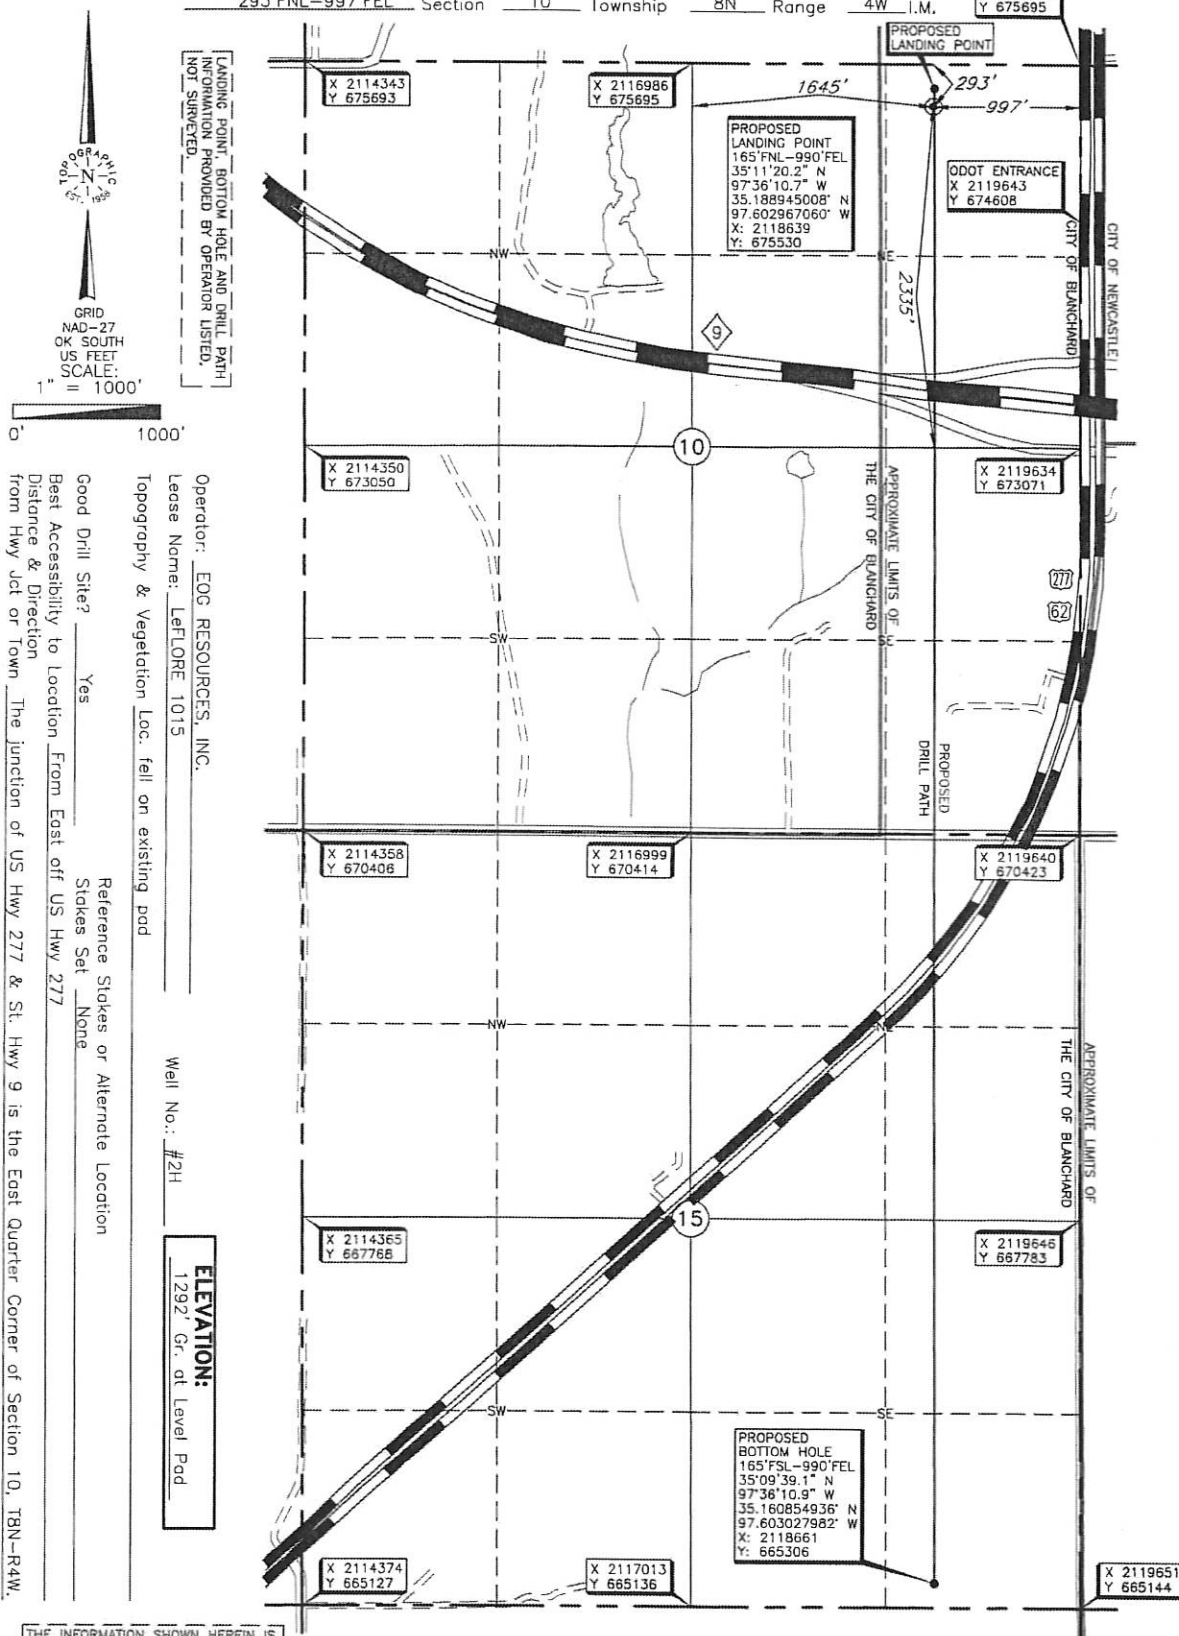 293'FNL-997'FEL Section 10 Township 8N Range 4W I.M.
Y 675695
PROPOSED
LANDING POINT
X 2114343
Y 675693
X 2116986
Y 675695
1645'
293'
997'
PROPOSED
LANDING POINT
165'FNL-990'FEL
35°11'20.2" N
97°36'10.7" W
35.188945008° N
97.602967060° W
X: 2118639
Y: 675530
ODOT ENTRANCE
X 2119643
Y 674608
CITY OF NEWCASTLE
CITY OF BLANCHARD
NW
NE
2335'
9
10
X 2114350
Y 673050
X 2119634
Y 673071
APPROXIMATE LIMITS OF
THE CITY OF BLANCHARD
277
62
SW
SE
PROPOSED
DRILL PATH
X 2114358
Y 670406
X 2116999
Y 670414
X 2119640
Y 670423
NW
NE
APPROXIMATE LIMITS OF
THE CITY OF BLANCHARD
15
X 2114365
Y 667768
X 2119646
Y 667783
SW
SE
PROPOSED
BOTTOM HOLE
165'FSL-990'FEL
35°09'39.1" N
97°36'10.9" W
35.160854936° N
97.603027982° W
X: 2118661
Y: 665306
X 2114374
Y 665127
X 2117013
Y 665136
X 2119651
Y 665144
LANDING POINT, BOTTOM HOLE AND DRILL PATH
INFORMATION PROVIDED BY OPERATOR LISTED,
NOT SURVEYED.
TOPOGRAPHIC
N
EST. 1958
GRID
NAD-27
OK SOUTH
US FEET
SCALE:
1" = 1000'
0' 1000'
Operator: EOG RESOURCES, INC.
Lease Name: LeFLORE 1015 Well No.: #2H
ELEVATION:
1292' Gr. at Level Pad
Topography & Vegetation Loc. fell on existing pad
Reference Stakes or Alternate Location
Good Drill Site? Yes Stakes Set None
Best Accessibility to Location From East off US Hwy 277
Distance & Direction
from Hwy Jct or Town The junction of US Hwy 277 & St. Hwy 9 is the East Quarter Corner of Section 10, T8N-R4W.
THE INFORMATION SHOWN HEREIN IS